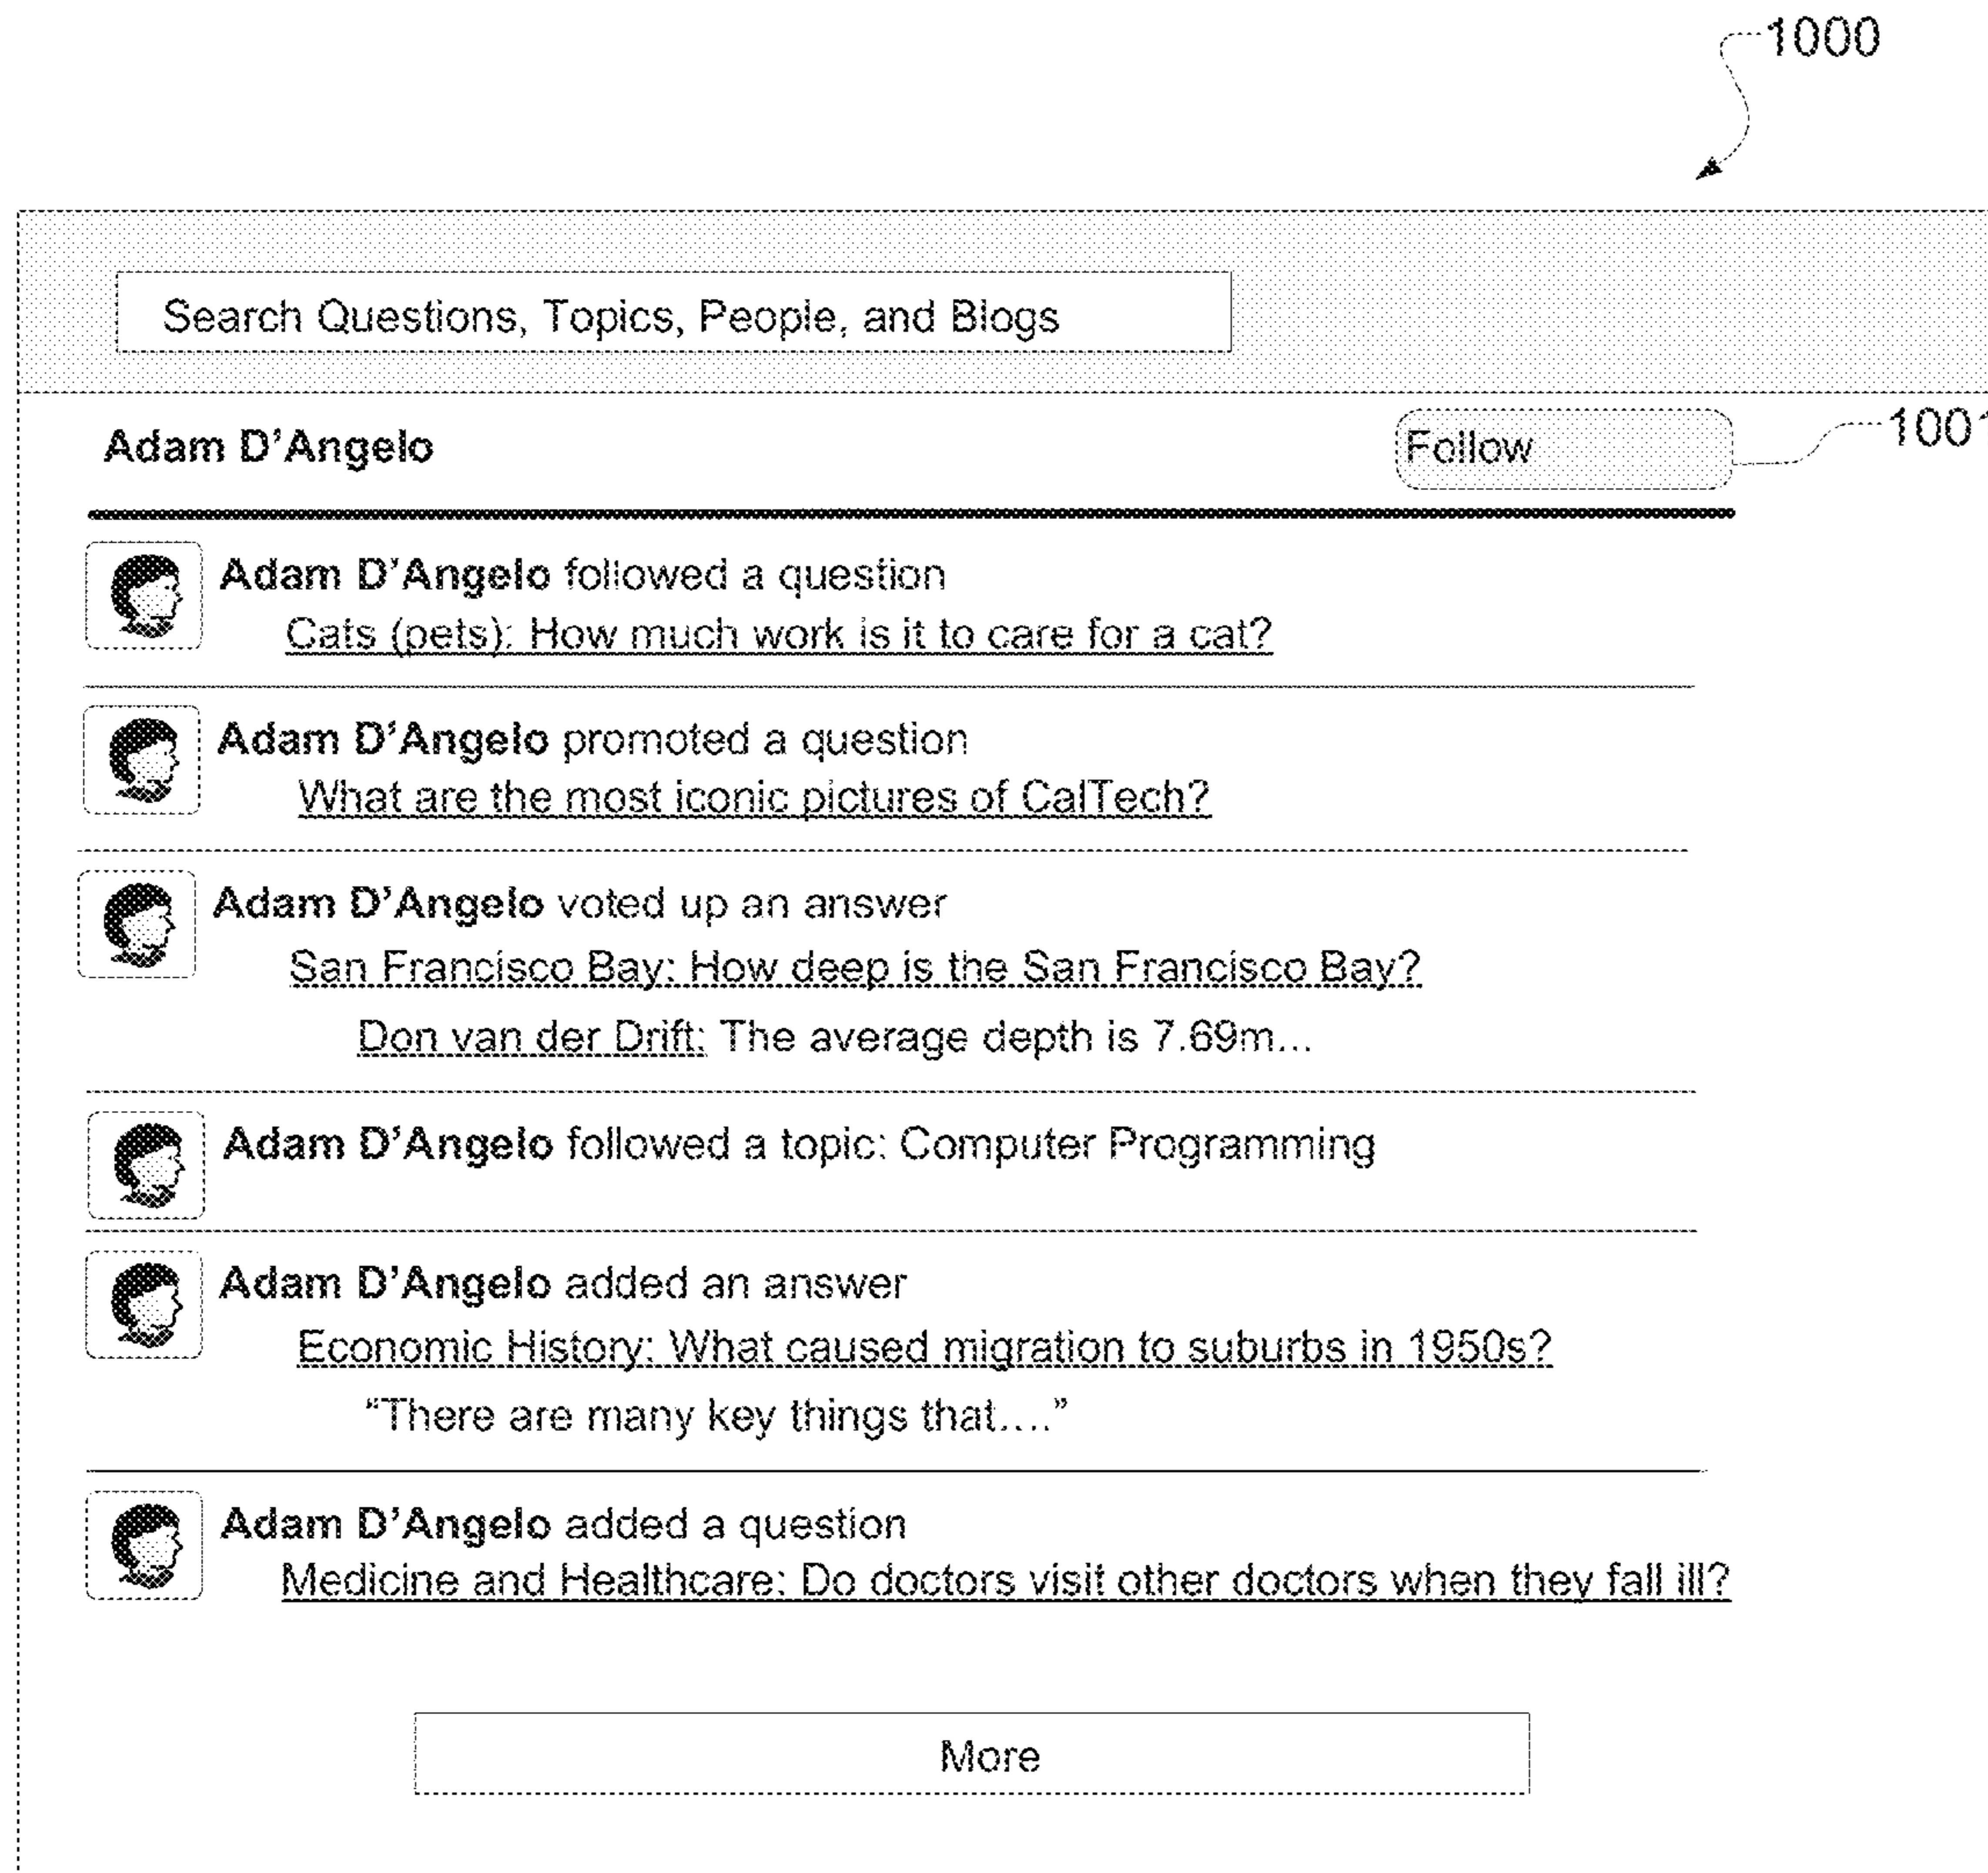 1000
Search Questions, Topics, People, and Blogs
Adam D’Angelo
Follow
1001
Adam D’Angelo followed a question
Cats (pets): How much work is it to care for a cat?
Adam D’Angelo promoted a question
What are the most iconic pictures of CalTech?
Adam D’Angelo voted up an answer
San Francisco Bay: How deep is the San Francisco Bay?
Don van der Drift: The average depth is 7.69m...
Adam D’Angelo followed a topic: Computer Programming
Adam D’Angelo added an answer
Economic History: What caused migration to suburbs in 1950s?
“There are many key things that....”
Adam D’Angelo added a question
Medicine and Healthcare: Do doctors visit other doctors when they fall ill?
More